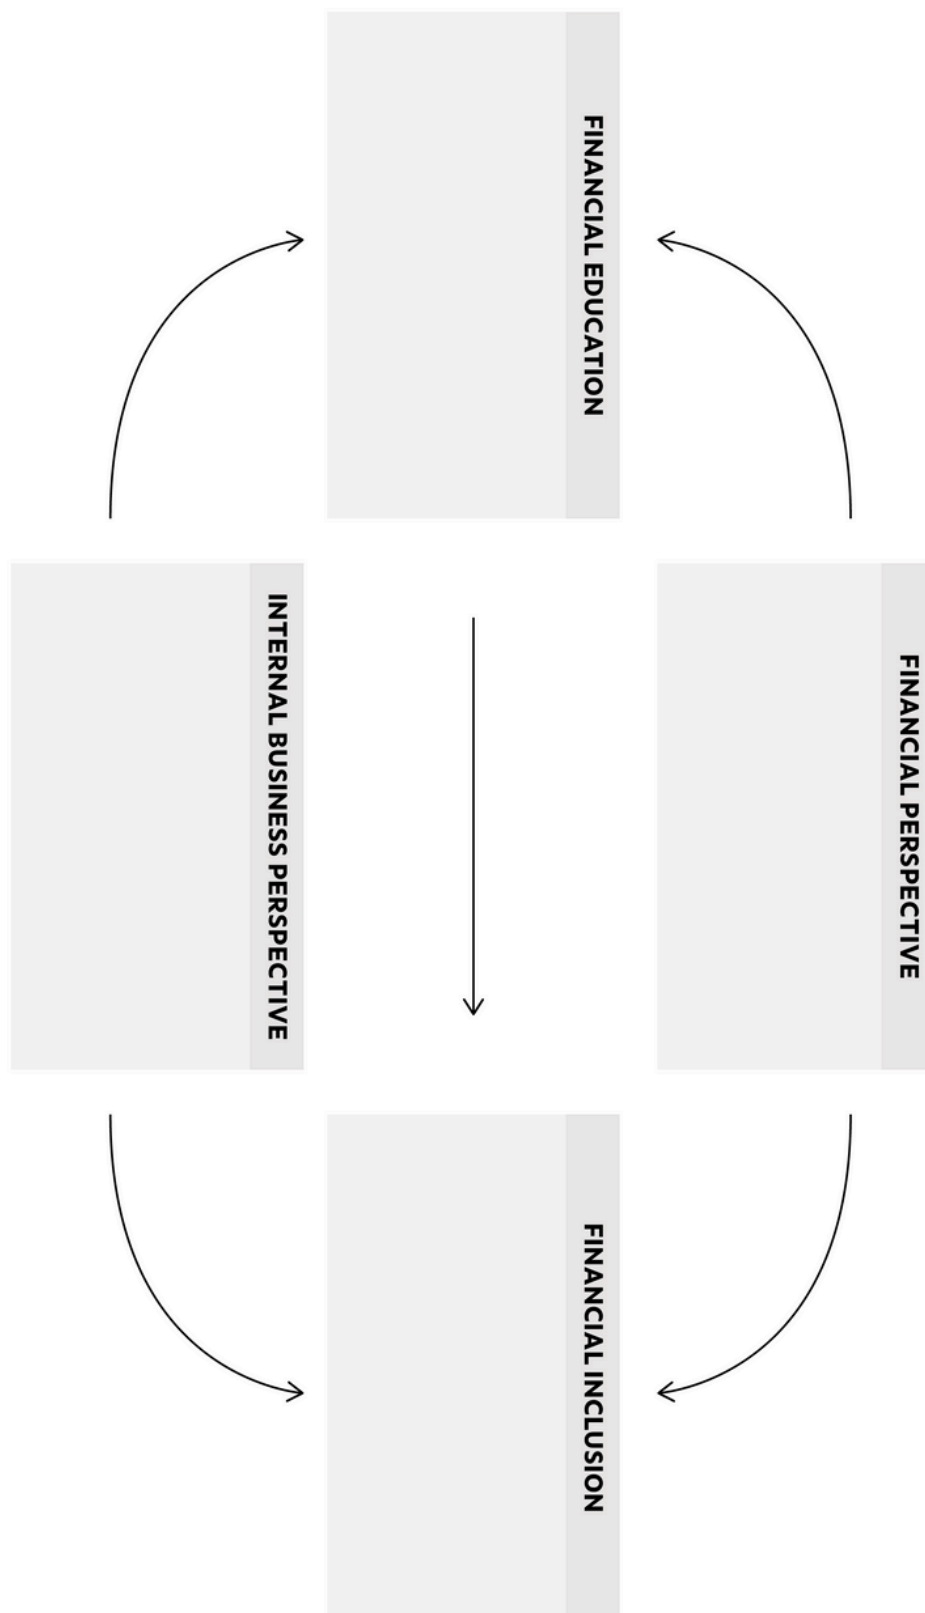 FINANCIAL PERSPECTIVE
FINANCIAL EDUCATION
FINANCIAL INCLUSION
INTERNAL BUSINESS PERSPECTIVE